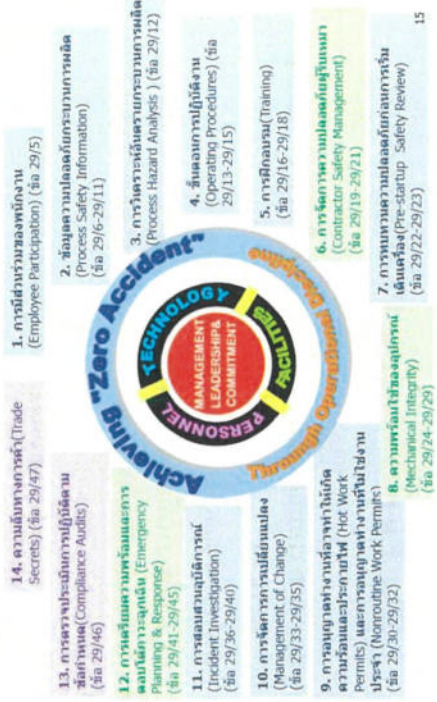 1. การมีส่วนร่วมของพนักงาน
(Employee Participation) (ข้อ 29/5)
2. ข้อมูลความปลอดภัยกระบวนการผลิต
(Process Safety Information)
(ข้อ 29/6-29/11)
3. การวิเคราะห์อันตรายกระบวนการผลิต
(Process Hazard Analysis ) (ข้อ 29/12)
4. ขั้นตอนการปฏิบัติงาน
(Operating Procedures) (ข้อ
29/13-29/15)
5. การฝึกอบรม(Training)
(ข้อ 29/16-29/18)
6. การจัดการความปลอดภัยผู้รับเหมา
(Contractor Safety Management)
(ข้อ 29/19-29/21)
7. การทบทวนความปลอดภัยก่อนการเริ่ม
เดินเครื่อง(Pre-startup Safety Review)
(ข้อ 29/22-29/23)
8. ความพร้อมใช้ของอุปกรณ์
(Mechanical Integrity)
(ข้อ 29/24-29/29)
9. การอนุญาตทำงานที่อาจทำให้เกิด
ความร้อนและประกายไฟ (Hot Work
Permits) และการอนุญาตทำงานที่ไม่ใช่งาน
ประจำ (Nonroutine Work Permits)
(ข้อ 29/30-29/32)
10. การจัดการการเปลี่ยนแปลง
(Management of Change)
(ข้อ 29/33-29/35)
11. การสอบสวนอุบัติการณ์
(Incident Investigation)
(ข้อ 29/36-29/40)
12. การเตรียมความพร้อมและการ
ตอบโต้ภาวะฉุกเฉิน (Emergency
Planning & Response)
(ข้อ 29/41-29/45)
13. การตรวจประเมินการปฏิบัติตาม
ข้อกำหนด(Compliance Audits)
(ข้อ 29/46)
14. ความลับทางการค้า(Trade
Secrets) (ข้อ 29/47)
Achieving "Zero Accident"
Through Operational Discipline
PERSONNEL
TECHNOLOGY
FACILITIES
MANAGEMENT
LEADERSHIP&
COMMITMENT
15